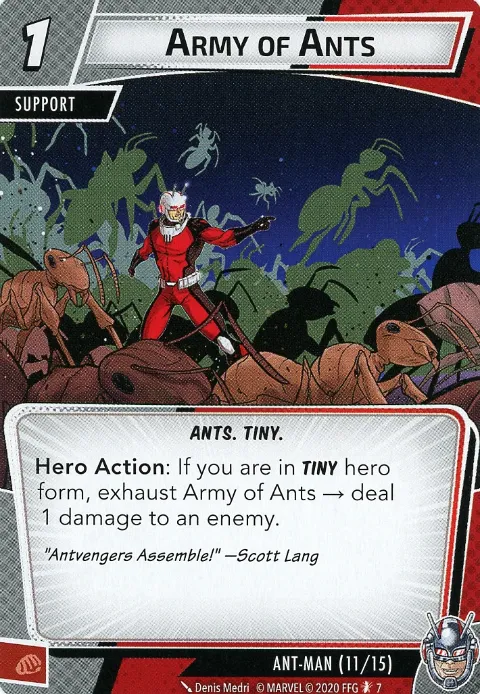 1
ARMY OF ANTS
SUPPORT
ANTS. TINY.
Hero Action: If you are in TINY hero
form, exhaust Army of Ants → deal
1 damage to an enemy.
"Antvengers Assemble!" —Scott Lang
ANT-MAN (11/15)
Denis Medri © MARVEL © 2020 FFG 7